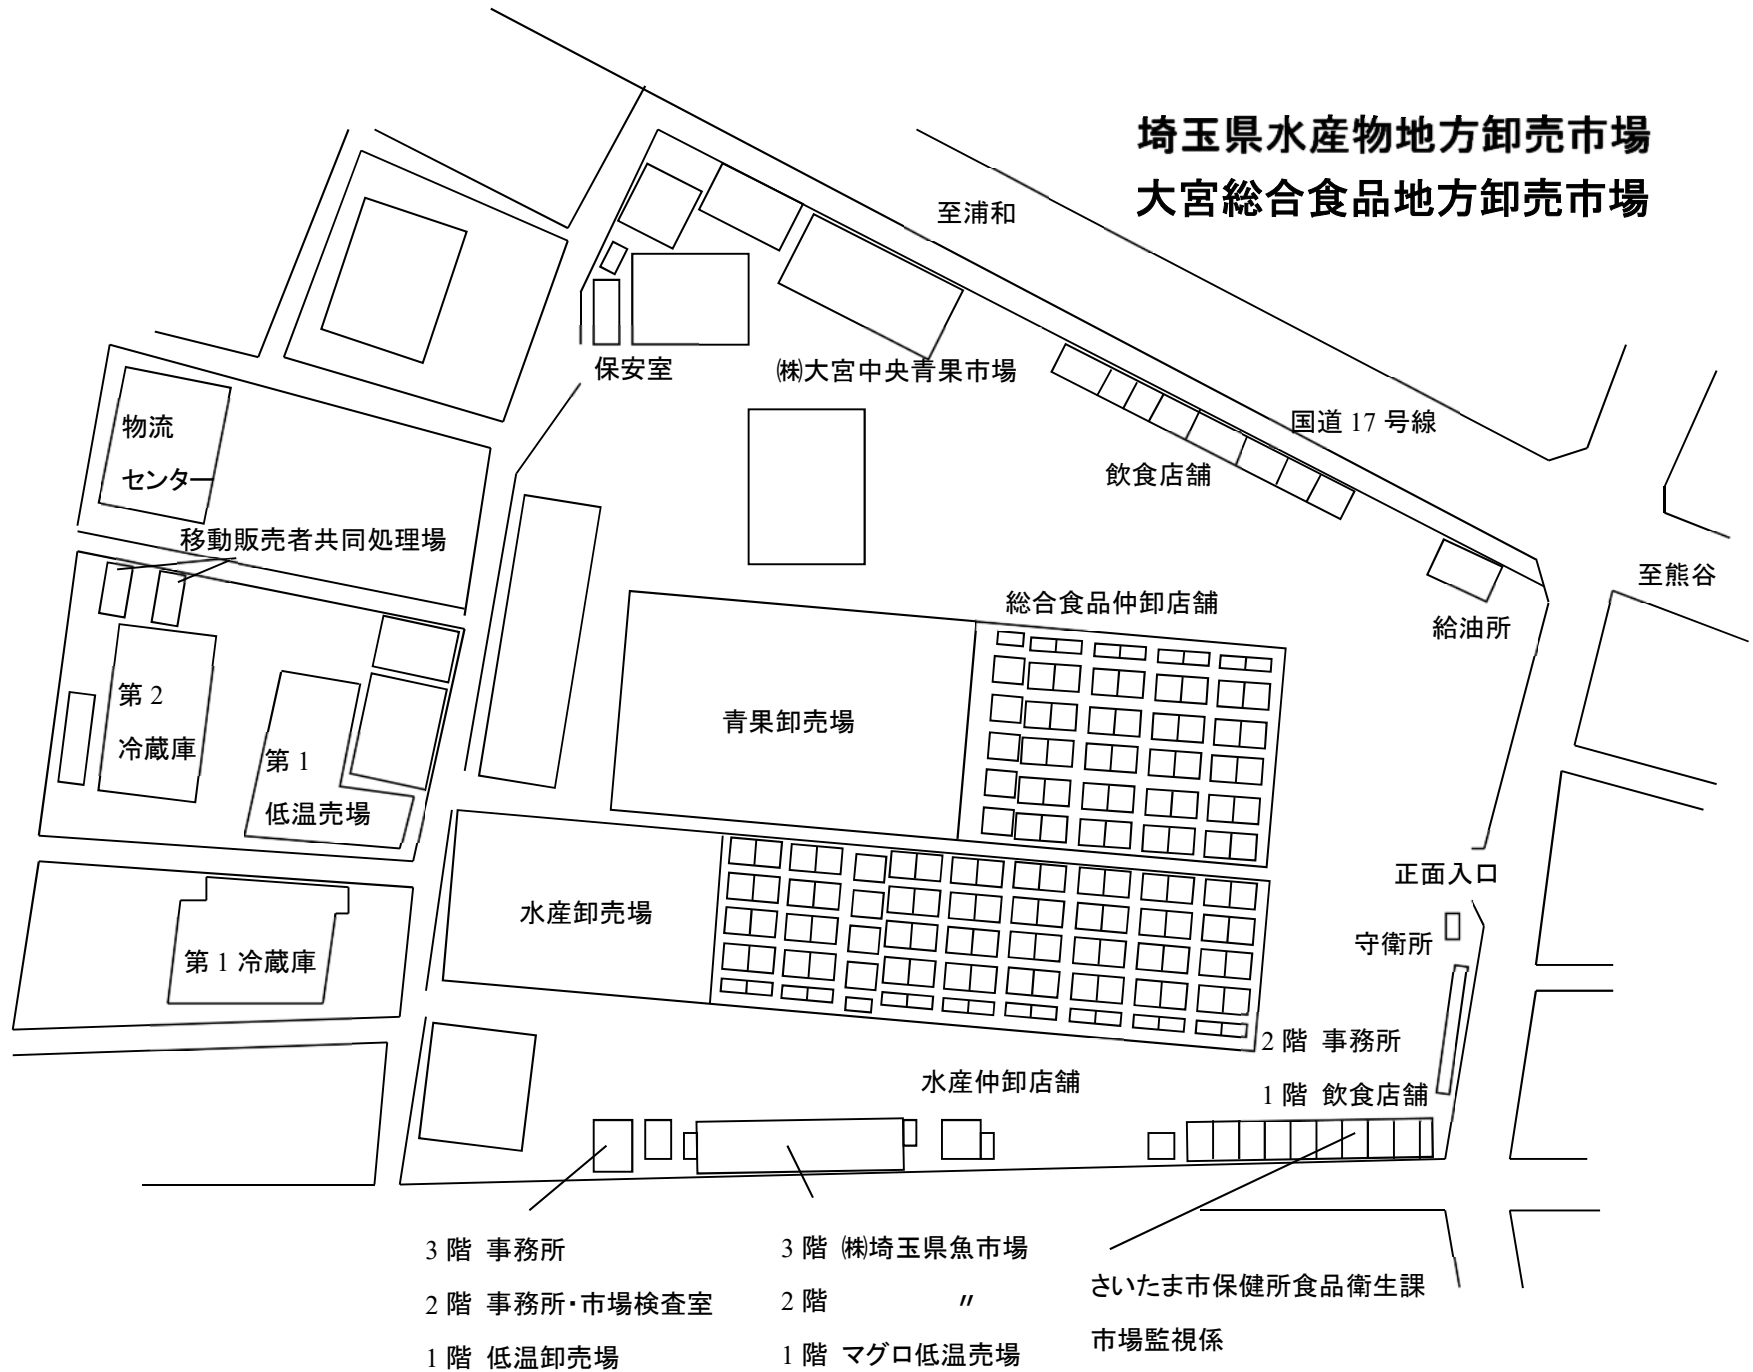 埼玉県水産物地方卸売市場
大宮総合食品地方卸売市場
至浦和
保安室
㈱大宮中央青果市場
国道 17 号線
物流
センター
飲食店舗
移動販売者共同処理場
至熊谷
総合食品仲卸店舗
給油所
第 2
冷蔵庫
青果卸売場
第 1
低温売場
正面入口
水産卸売場
守衛所
第 1 冷蔵庫
2 階 事務所
水産仲卸店舗
1 階 飲食店舗
3 階 事務所
2 階 事務所・市場検査室
1 階 低温卸売場
3 階 ㈱埼玉県魚市場
2 階 〃
1 階 マグロ低温売場
さいたま市保健所食品衛生課
市場監視係